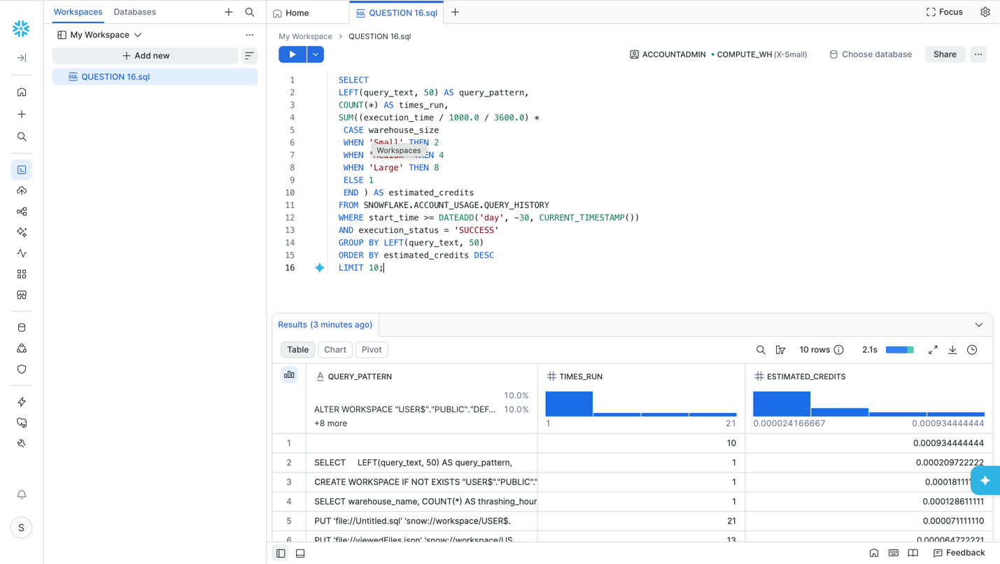 Workspaces Databases
My Workspace
Add new
SQL QUESTION 16.sql
S
Home
SQL QUESTION 16.sql
Focus
My Workspace > QUESTION 16.sql
ACCOUNTADMIN • COMPUTE_WH (X-Small) Choose database Share
1 SELECT
2 LEFT(query_text, 50) AS query_pattern,
3 COUNT(*) AS times_run,
4 SUM((execution_time / 1000.0 / 3600.0) *
5 CASE warehouse_size
6 WHEN 'Small' THEN 2
Workspaces
7 WHEN 'Medium' THEN 4
8 WHEN 'Large' THEN 8
9 ELSE 1
10 END ) AS estimated_credits
11 FROM SNOWFLAKE.ACCOUNT_USAGE.QUERY_HISTORY
12 WHERE start_time >= DATEADD('day', -30, CURRENT_TIMESTAMP())
13 AND execution_status = 'SUCCESS'
14 GROUP BY LEFT(query_text, 50)
15 ORDER BY estimated_credits DESC
16 LIMIT 10;
Results (3 minutes ago)
Table Chart Pivot
10 rows 2.1s
A QUERY_PATTERN # TIMES_RUN # ESTIMATED_CREDITS
10.0%
ALTER WORKSPACE "USER$"."PUBLIC"."DEF... 10.0%
+8 more 1 21 0.000024166667 0.000934444444
1 10 0.000934444444
2 SELECT LEFT(query_text, 50) AS query_pattern, 1 0.000209722222
3 CREATE WORKSPACE IF NOT EXISTS "USER$"."PUBLIC"." 1 0.00018111
4 SELECT warehouse_name, COUNT(*) AS thrashing_hour 1 0.000128611111
5 PUT 'file://Untitled.sql' 'snow://workspace/USER$. 21 0.000071111110
6 PUT 'file://viewedFiles.json' 'snow://workspace/US 13 0.000064722221
Feedback